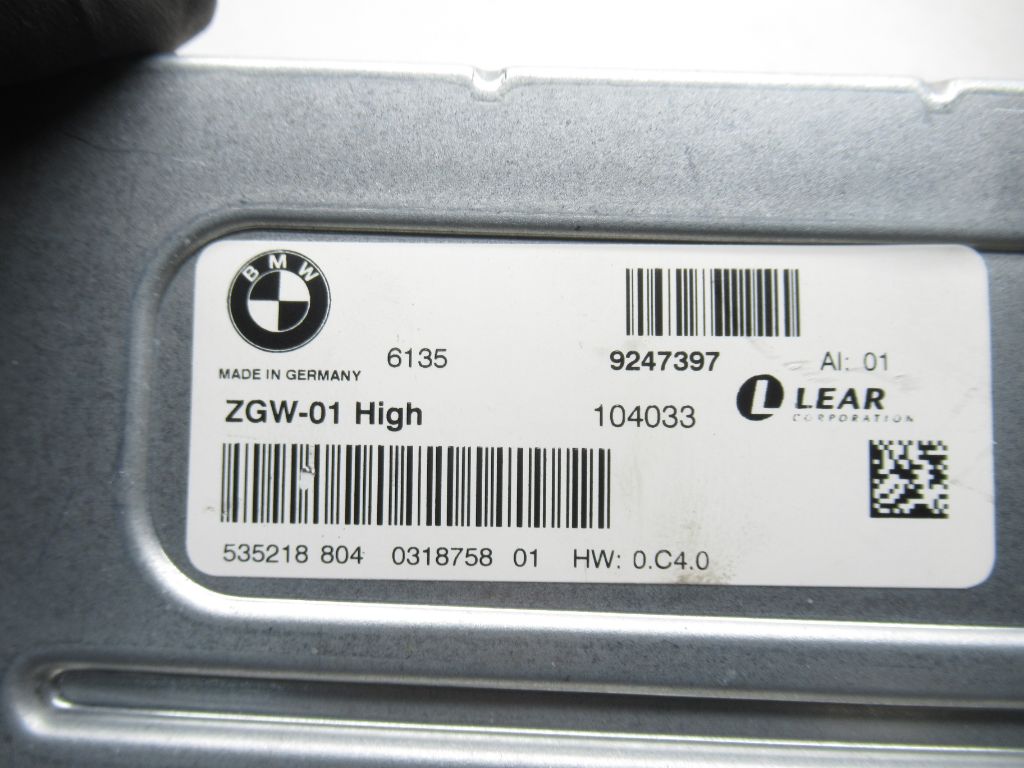 BMW
6135 9247397 AI: 01
MADE IN GERMANY
ZGW-01 High 104033 L LEAR
CORPORATION
535218 804 0318758 01 HW: 0.C4.0